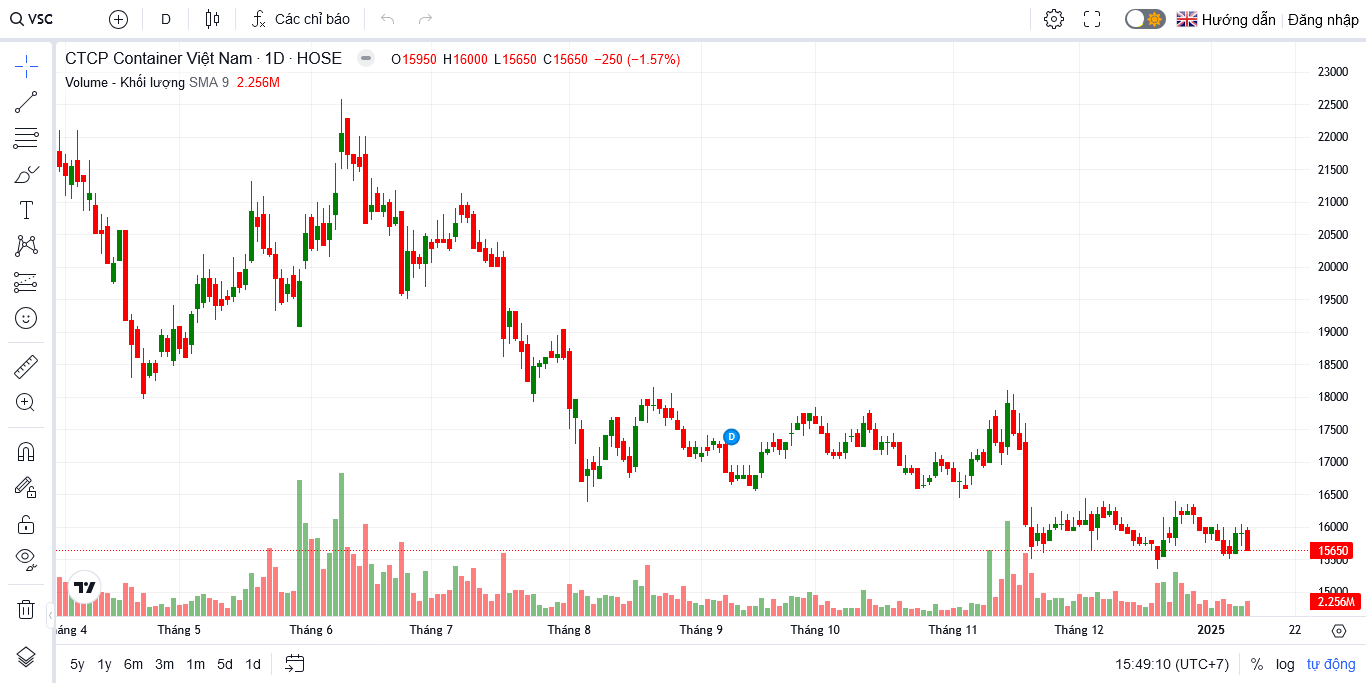 VSC
D
Các chỉ báo
Hướng dẫn
Đăng nhập
CTCP Container Việt Nam · 1D · HOSE
O15950 H16000 L15650 C15650 −250 (−1.57%)
Volume - Khối lượng SMA 9 2.256M
23000
22500
22000
21500
21000
20500
20000
19500
19000
18500
18000
17500
D
17000
16500
16000
15650
15500
15000
2.256M
áng 4
Tháng 5
Tháng 6
Tháng 7
Tháng 8
Tháng 9
Tháng 10
Tháng 11
Tháng 12
2025
22
5y 1y 6m 3m 1m 5d 1d
15:49:10 (UTC+7)
%
log
tự động